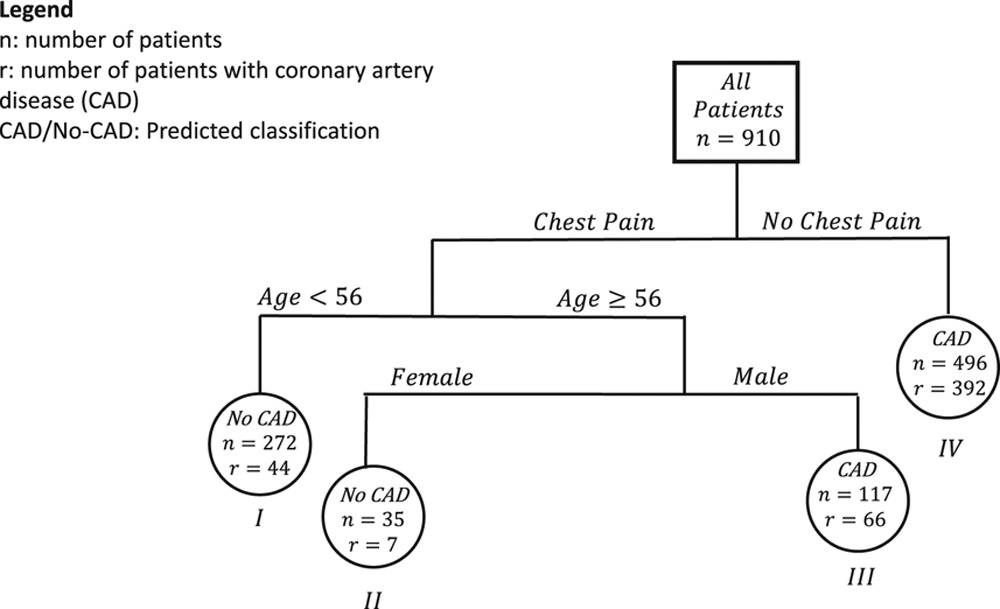 Legend
n: number of patients
r: number of patients with coronary artery
disease (CAD)
CAD/No-CAD: Predicted classification
All
Patients
n = 910
Chest Pain
No Chest Pain
Age < 56
Age ≥ 56
Female
Male
CAD
n = 496
r = 392
IV
No CAD
n = 272
r = 44
I
No CAD
n = 35
r = 7
II
CAD
n = 117
r = 66
III